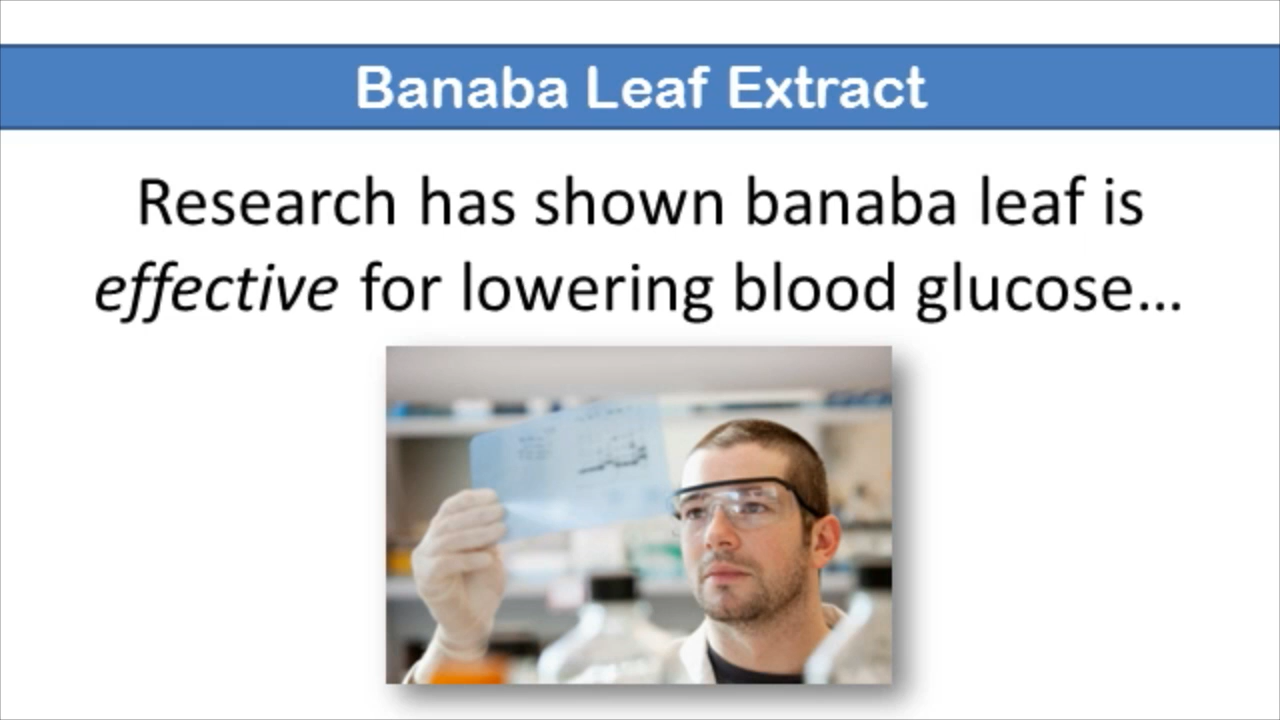 Banaba Leaf Extract
Research has shown banaba leaf is
effective for lowering blood glucose...